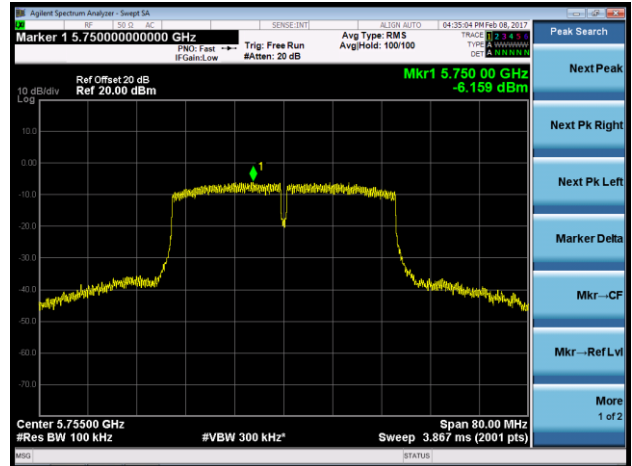 Agilent Spectrum Analyzer - Swept SA
RF 50 Ω AC SENSE:INT ALIGN AUTO 04:35:04 PM Feb 08, 2017
Marker 1 5.750000000000 GHz
PNO: Fast
IFGain:Low
Trig: Free Run
#Atten: 20 dB
Avg Type: RMS
Avg|Hold: 100/100
TRACE 1 2 3 4 5 6
TYPE A WWWWW
DET A NNNNN
Peak Search
Mkr1 5.750 00 GHz
-6.159 dBm
Ref Offset 20 dB
Ref 20.00 dBm
10 dB/div
Log
10.0
0.00
-10.0
-20.0
-30.0
-40.0
-50.0
-60.0
-70.0
1
Center 5.75500 GHz
#Res BW 100 kHz
#VBW 300 kHz*
Span 80.00 MHz
Sweep 3.867 ms (2001 pts)
MSG
STATUS
Next Peak
Next Pk Right
Next Pk Left
Marker Delta
Mkr→CF
Mkr→Ref Lvl
More
1 of 2